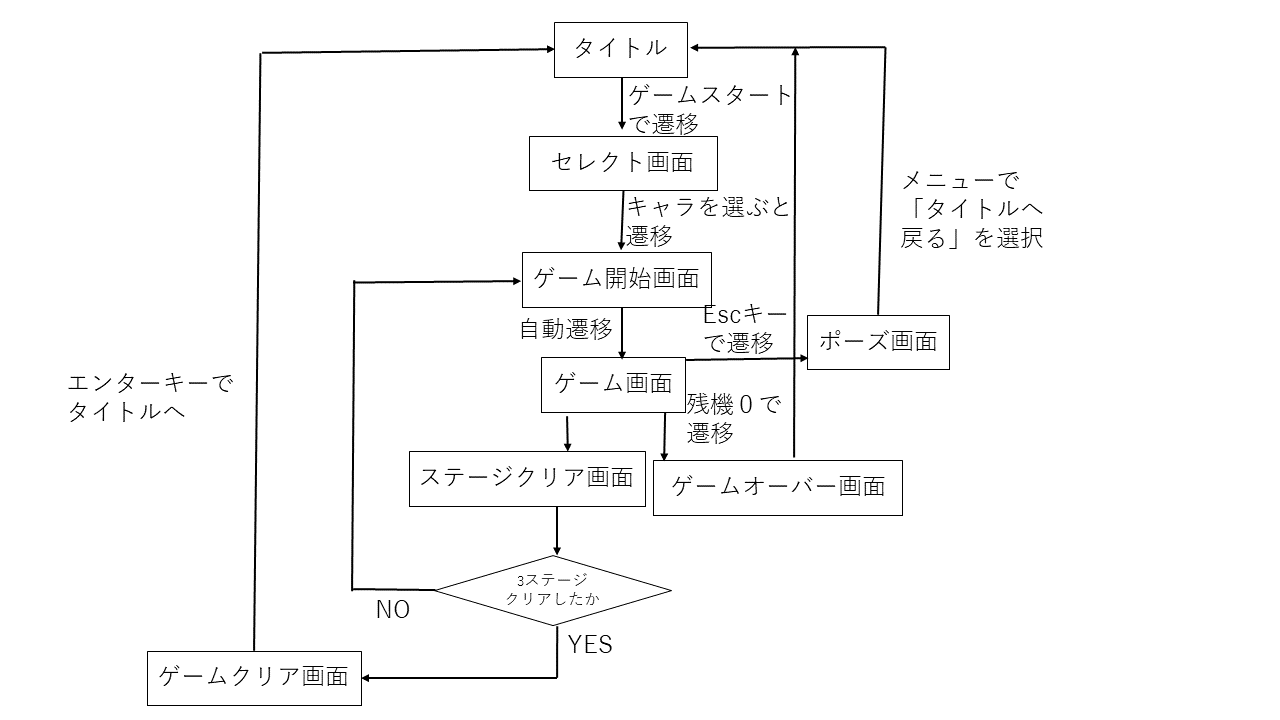 タイトル
ゲームスタート
で遷移
セレクト画面
キャラを選ぶと
遷移
メニューで
「タイトルへ
戻る」を選択
ゲーム開始画面
自動遷移
Escキー
で遷移
ポーズ画面
ゲーム画面
エンターキーで
タイトルへ
残機０で
遷移
ステージクリア画面
ゲームオーバー画面
3ステージ
クリアしたか
NO
YES
ゲームクリア画面